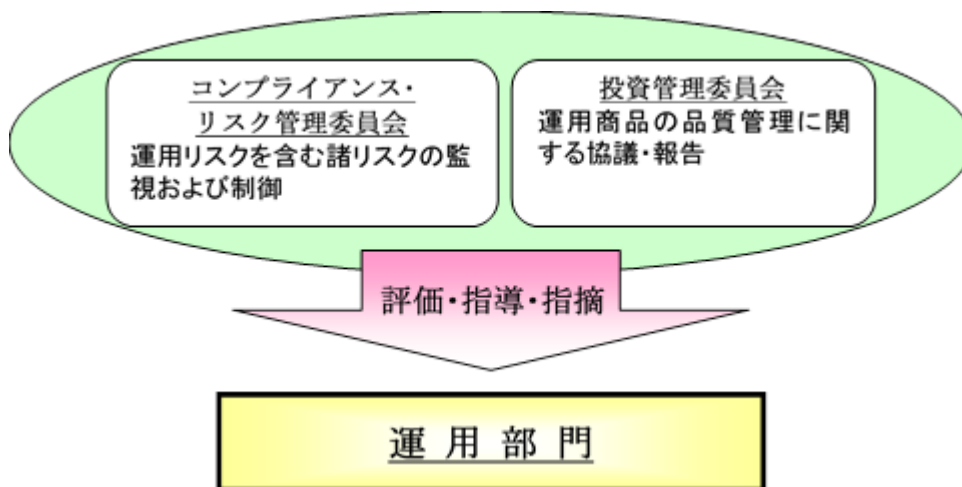 コンプライアンス・
リスク管理委員会
運用リスクを含む諸リスクの監
視および制御
投資管理委員会
運用商品の品質管理に関
する協議・報告
評価・指導・指摘
運用部門